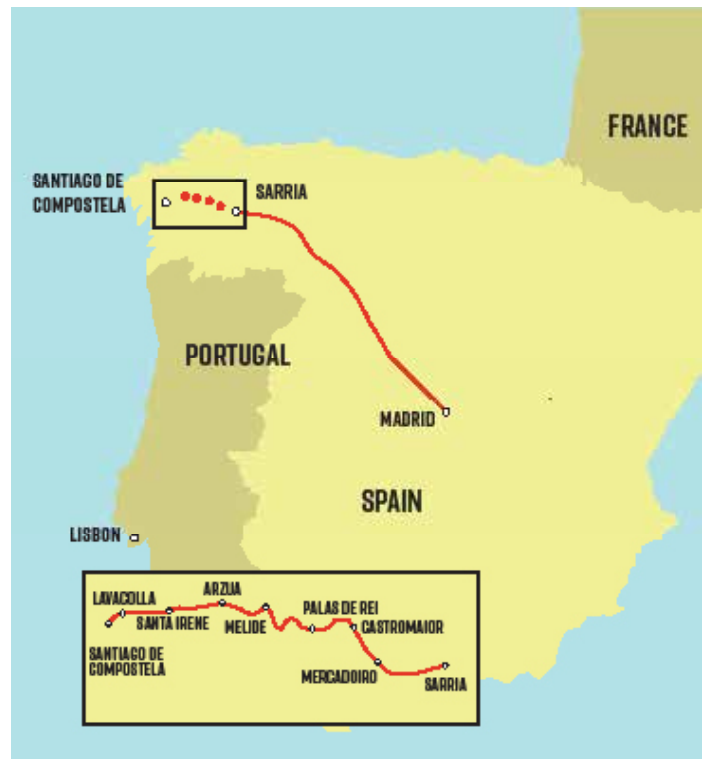 FRANCE
SANTIAGO DE
COMPOSTELA
SARRIA
PORTUGAL
MADRID
SPAIN
LISBON
LAVACOLLA
ARZUA
SANTA IRENE
MELIDE
PALAS DE REI
CASTROMAIOR
SANTIAGO DE
COMPOSTELA
MERCADOIRO
SARRIA